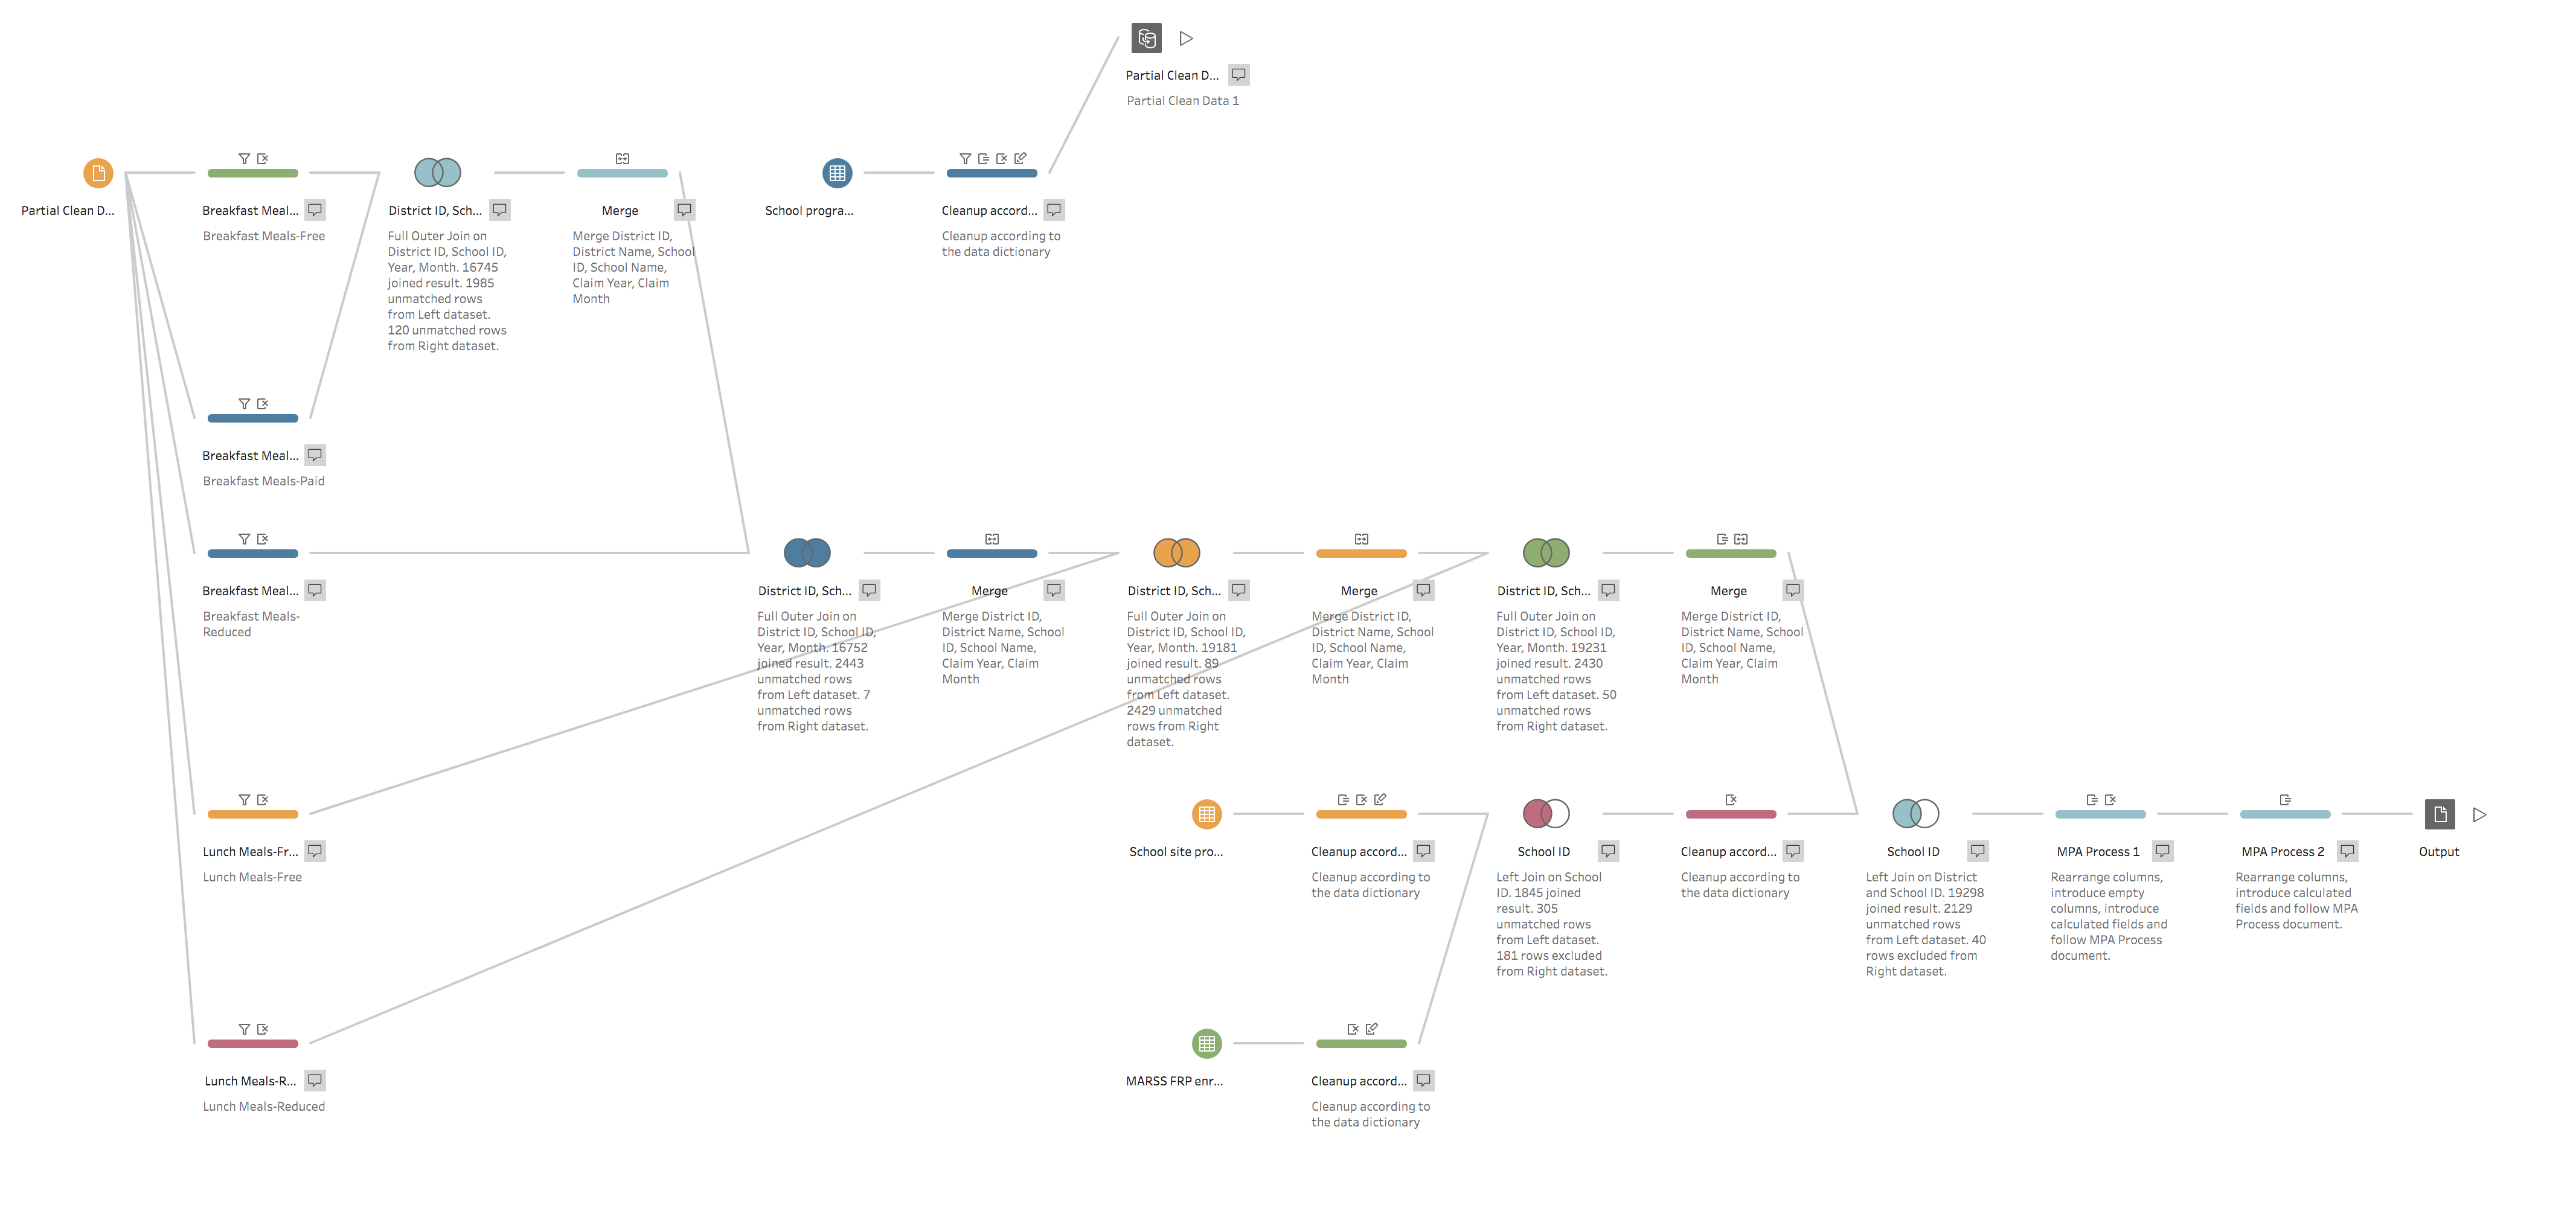 Partial Clean D...
Partial Clean Data 1
Partial Clean D...
Breakfast Meal...
Breakfast Meals-Free
District ID, Sch...
Full Outer Join on
District ID, School ID,
Year, Month. 16745
joined result. 1985
unmatched rows
from Left dataset.
120 unmatched rows
from Right dataset.
Merge
Merge District ID,
District Name, School
ID, School Name,
Claim Year, Claim
Month
School progra...
Cleanup accord...
Cleanup according to
the data dictionary
Breakfast Meal...
Breakfast Meals-Paid
Breakfast Meal...
Breakfast Meals-
Reduced
District ID, Sch...
Full Outer Join on
District ID, School ID,
Year, Month. 16752
joined result. 2443
unmatched rows
from Left dataset. 7
unmatched rows
from Right dataset.
Merge
Merge District ID,
District Name, School
ID, School Name,
Claim Year, Claim
Month
District ID, Sch...
Full Outer Join on
District ID, School ID,
Year, Month. 19181
joined result. 89
unmatched rows
from Left dataset.
2429 unmatched
rows from Right
dataset.
Merge
Merge District ID,
District Name, School
ID, School Name,
Claim Year, Claim
Month
District ID, Sch...
Full Outer Join on
District ID, School ID,
Year, Month. 19231
joined result. 2430
unmatched rows
from Left dataset. 50
unmatched rows
from Right dataset.
Merge
Merge District ID,
District Name, School
ID, School Name,
Claim Year, Claim
Month
Lunch Meals-Fr...
Lunch Meals-Free
School site pro...
Cleanup accord...
Cleanup according to
the data dictionary
School ID
Left Join on School
ID. 1845 joined
result. 305
unmatched rows
from Left dataset.
181 rows excluded
from Right dataset.
Cleanup accord...
Cleanup according to
the data dictionary
School ID
Left Join on District
and School ID. 19298
joined result. 2129
unmatched rows
from Left dataset. 40
rows excluded from
Right dataset.
MPA Process 1
Rearrange columns,
introduce empty
columns, introduce
calculated fields and
follow MPA Process
document.
MPA Process 2
Rearrange columns,
introduce calculated
fields and follow MPA
Process document.
Output
Lunch Meals-R...
Lunch Meals-Reduced
MARSS FRP enr...
Cleanup accord...
Cleanup according to
the data dictionary